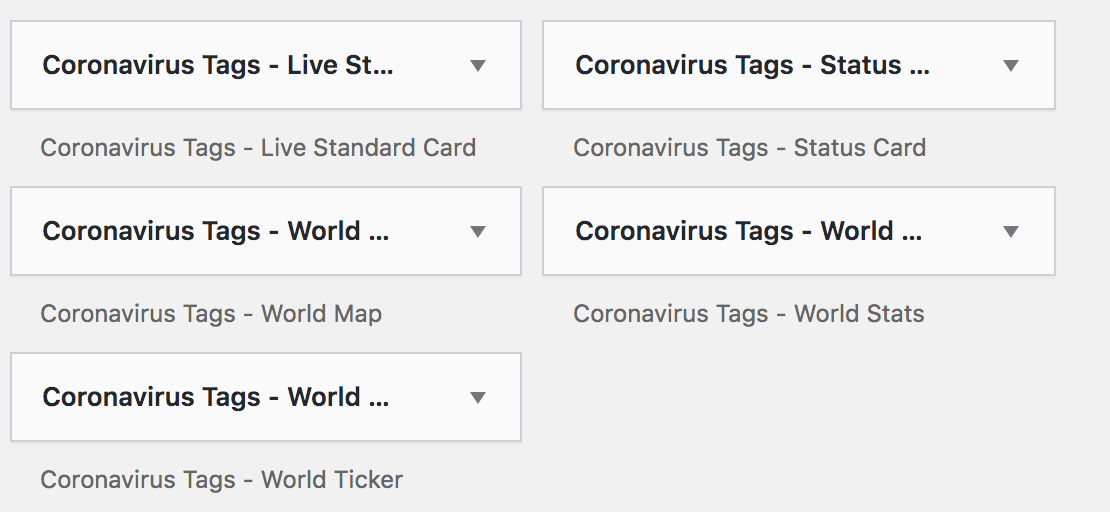 Coronavirus Tags - Live St...
Coronavirus Tags - Status ...
Coronavirus Tags - Live Standard Card
Coronavirus Tags - Status Card
Coronavirus Tags - World ...
Coronavirus Tags - World ...
Coronavirus Tags - World Map
Coronavirus Tags - World Stats
Coronavirus Tags - World ...
Coronavirus Tags - World Ticker